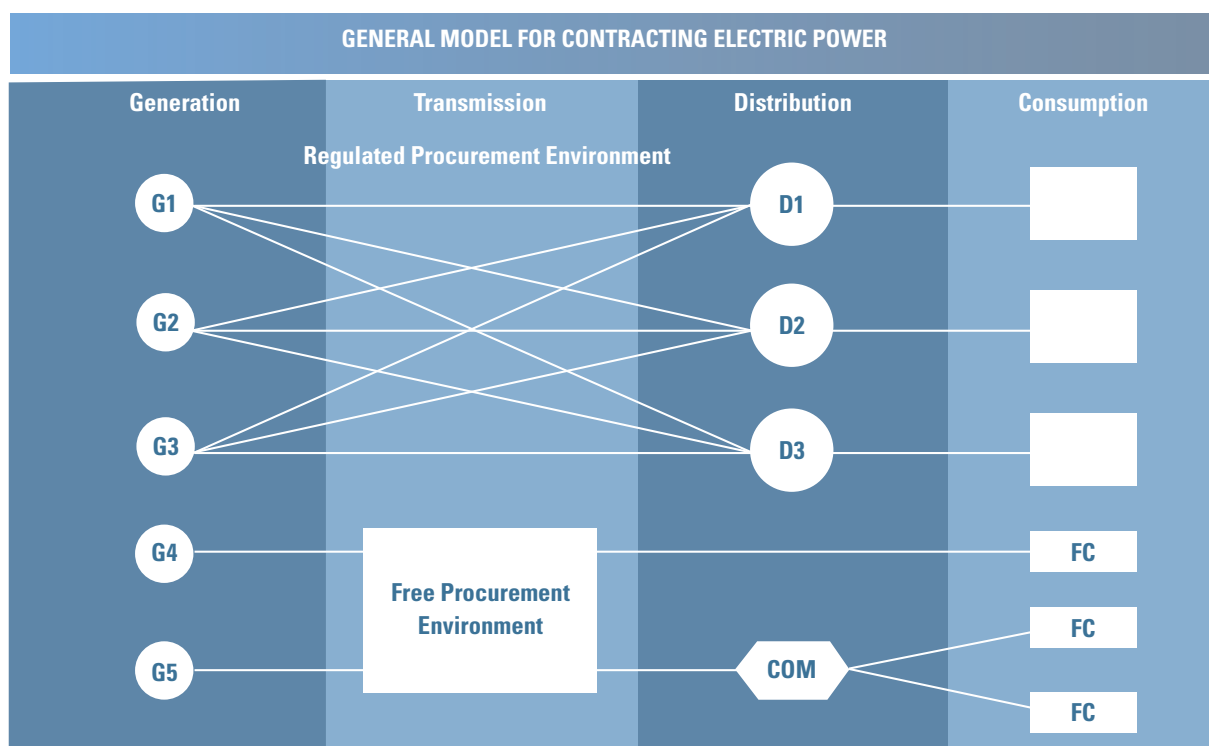 GENERAL MODEL FOR CONTRACTING ELECTRIC POWER
Generation
Transmission
Distribution
Consumption
Regulated Procurement Environment
G1
D1
G2
D2
G3
D3
G4
FC
Free Procurement
Environment
FC
G5
COM
FC